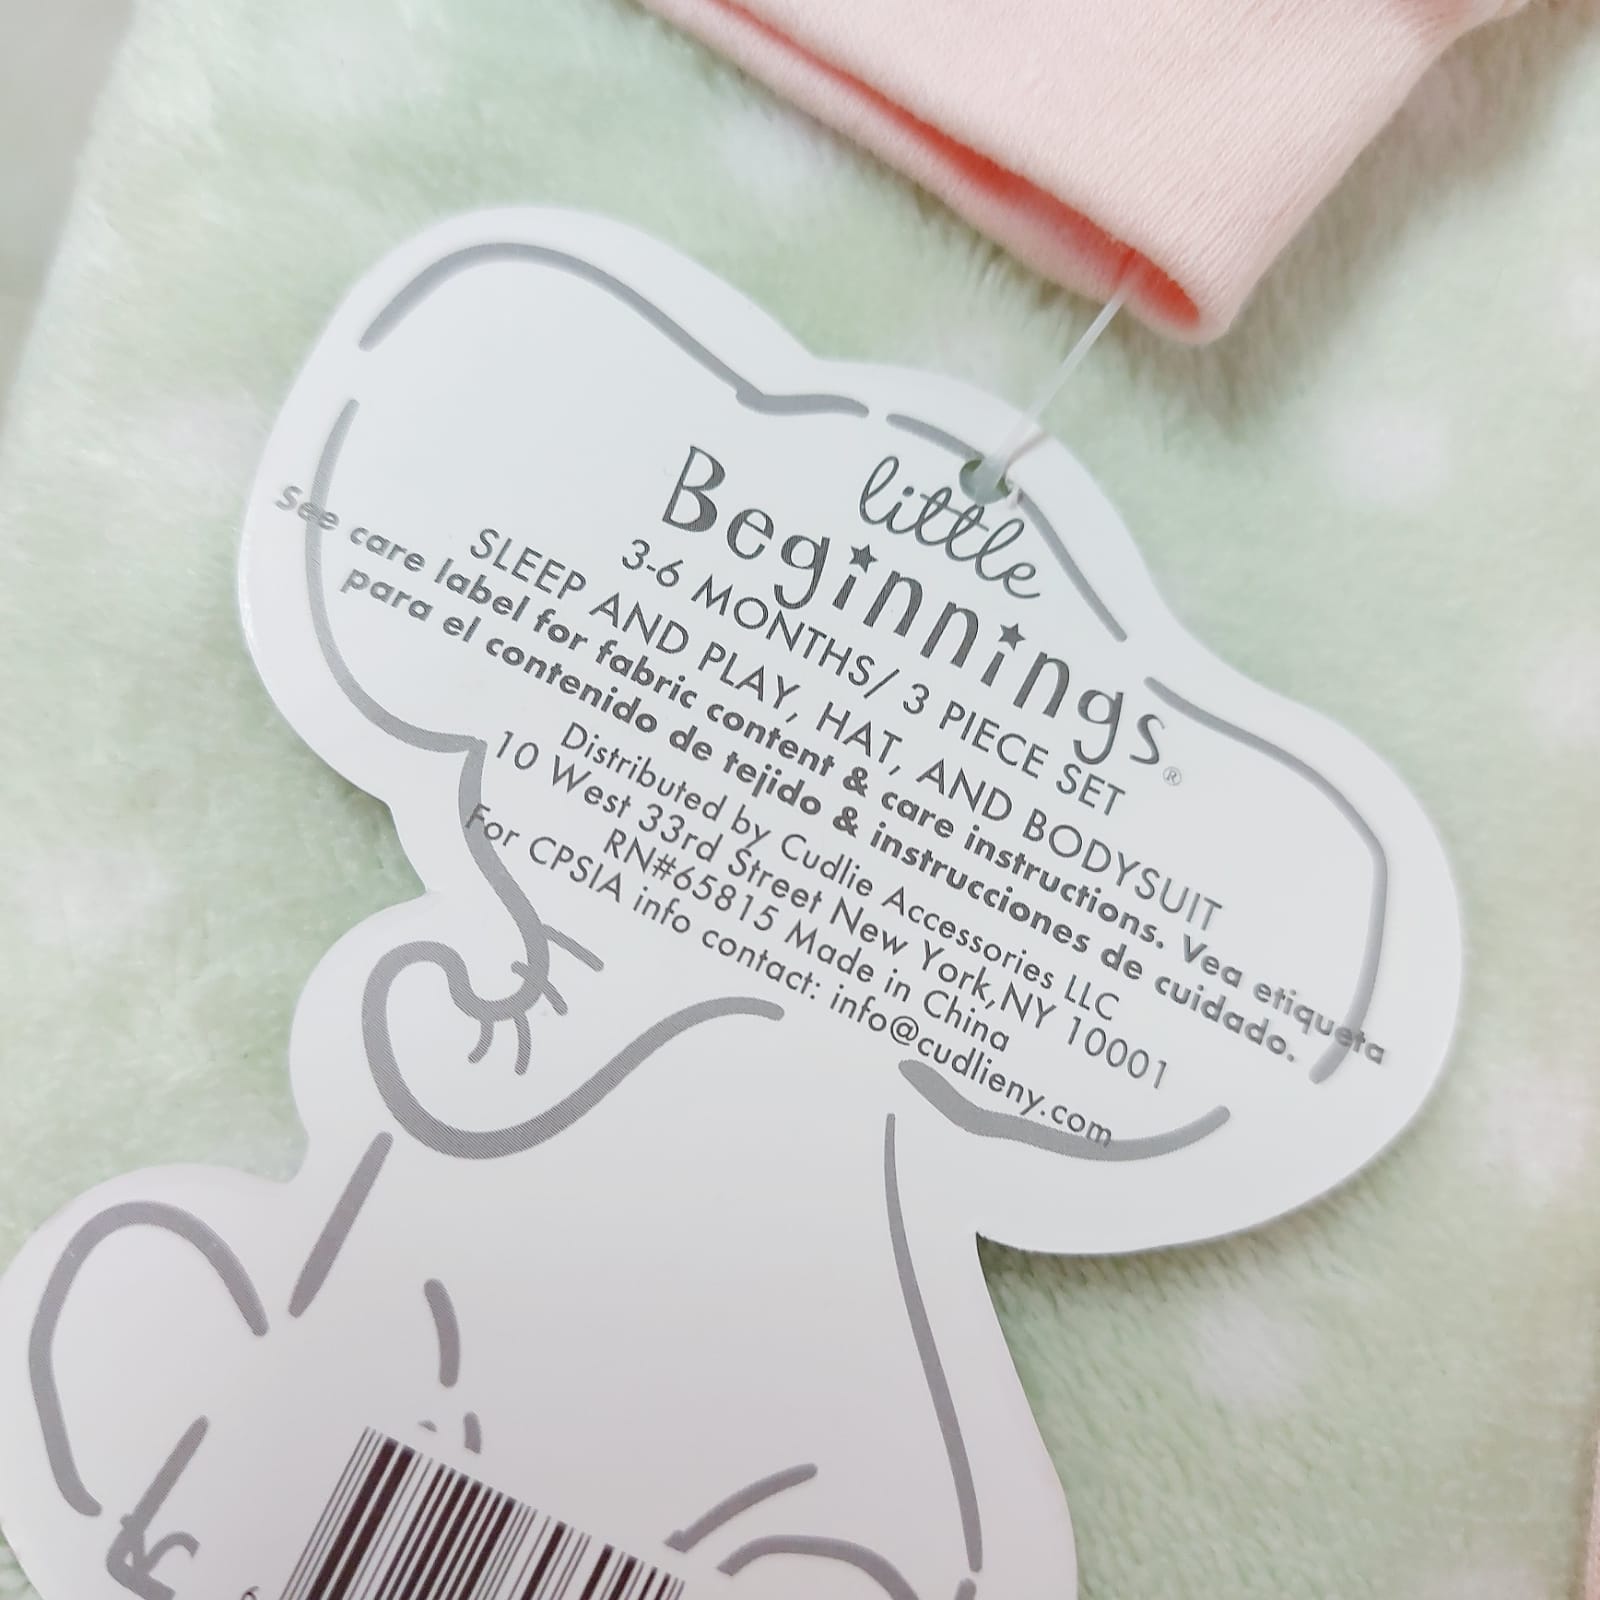 little
Beginnings®
3-6 MONTHS/ 3 PIECE SET
SLEEP AND PLAY, HAT, AND BODYSUIT
See care label for fabric content & care instructions. Vea etiqueta
para el contenido de tejido & instrucciones de cuidado.
Distributed by Cudlie Accessories LLC
10 West 33rd Street New York,NY 10001
RN#65815 Made in China
For CPSIA info contact: info@cudlieny.com